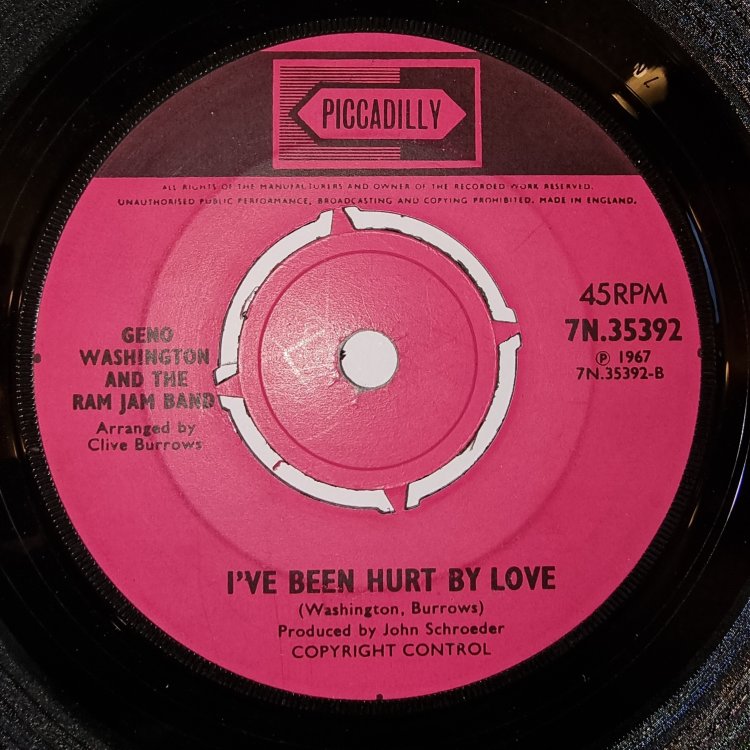 PICCADILLY
ALL RIGHTS OF THE MANUFACTURERS AND OWNER OF THE RECORDED WORK RESERVED.
UNAUTHORISED PUBLIC PERFORMANCE, BROADCASTING AND COPYING PROHIBITED. MADE IN ENGLAND.
45RPM
7N.35392
℗ 1967
7N.35392-B
GENO
WASHINGTON
AND THE
RAM JAM BAND
Arranged by
Clive Burrows
I'VE BEEN HURT BY LOVE
(Washington, Burrows)
Produced by John Schroeder
COPYRIGHT CONTROL